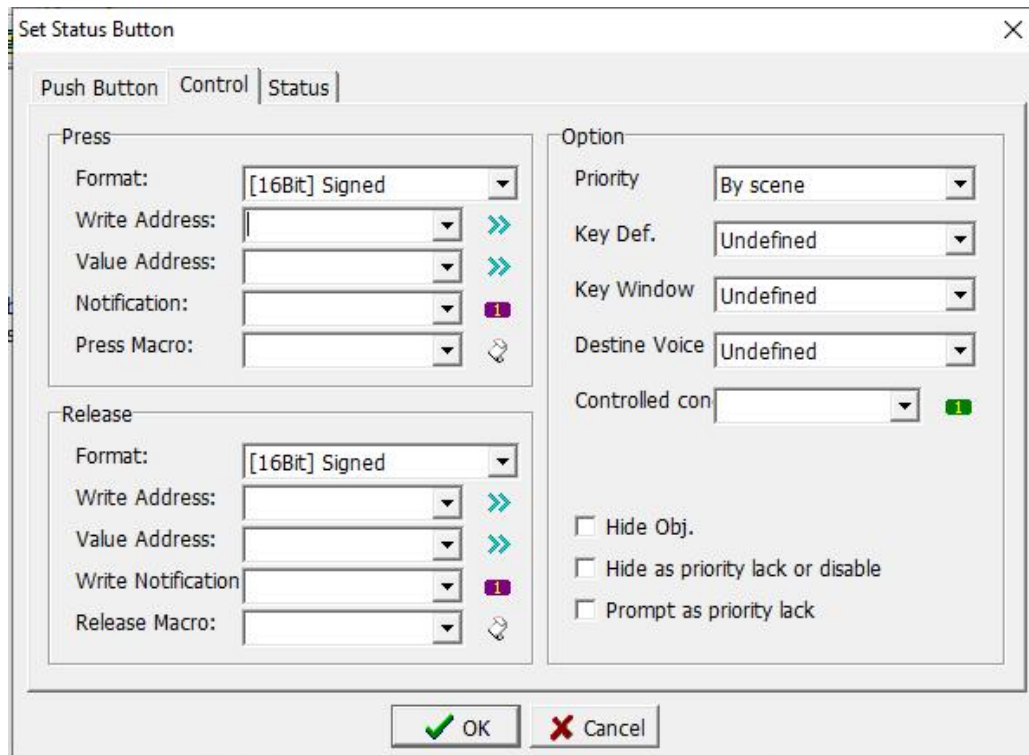 Set Status Button
Push Button Control Status
Press
Format: [16Bit] Signed
Write Address:
Value Address:
Notification: 1
Press Macro:
Release
Format: [16Bit] Signed
Write Address:
Value Address:
Write Notification 1
Release Macro:
Option
Priority By scene
Key Def. Undefined
Key Window Undefined
Destine Voice Undefined
Controlled con 1
Hide Obj.
Hide as priority lack or disable
Prompt as priority lack
OK Cancel